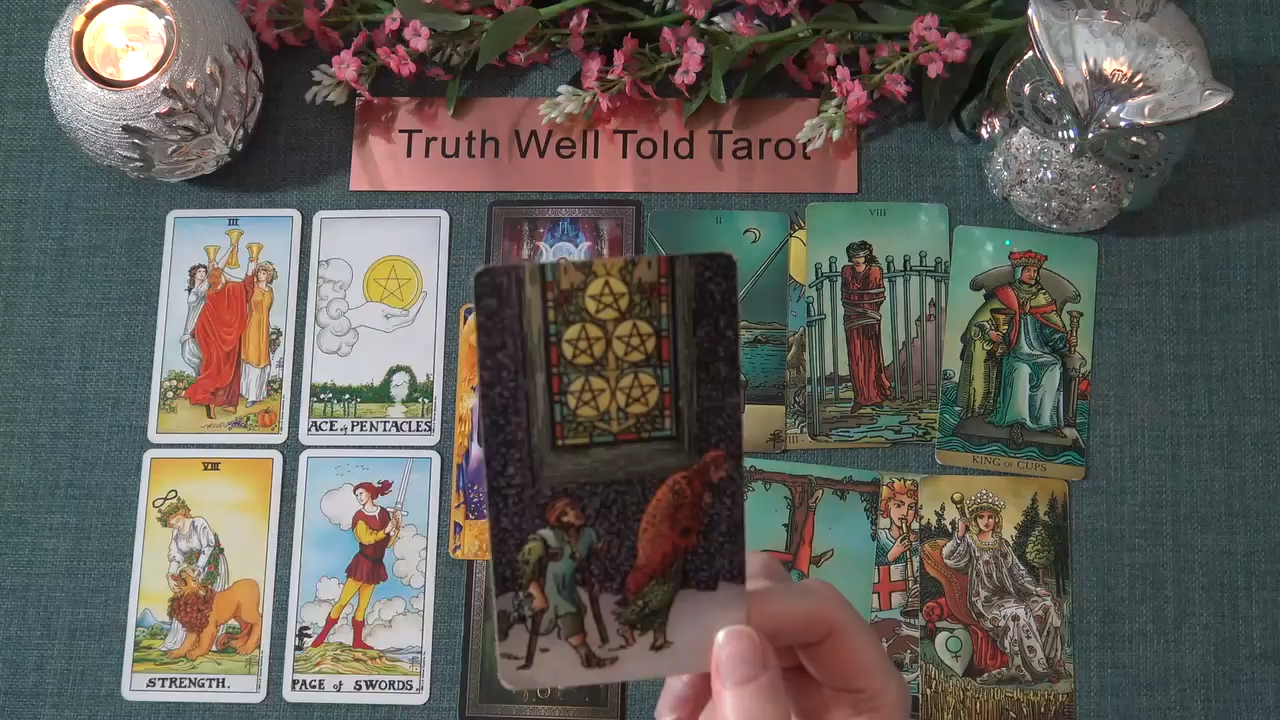 Truth Well Told Tarot
III
ACE of PENTACLES
II
VIII
KING of CUPS
VIII
STRENGTH.
PAGE of SWORDS.